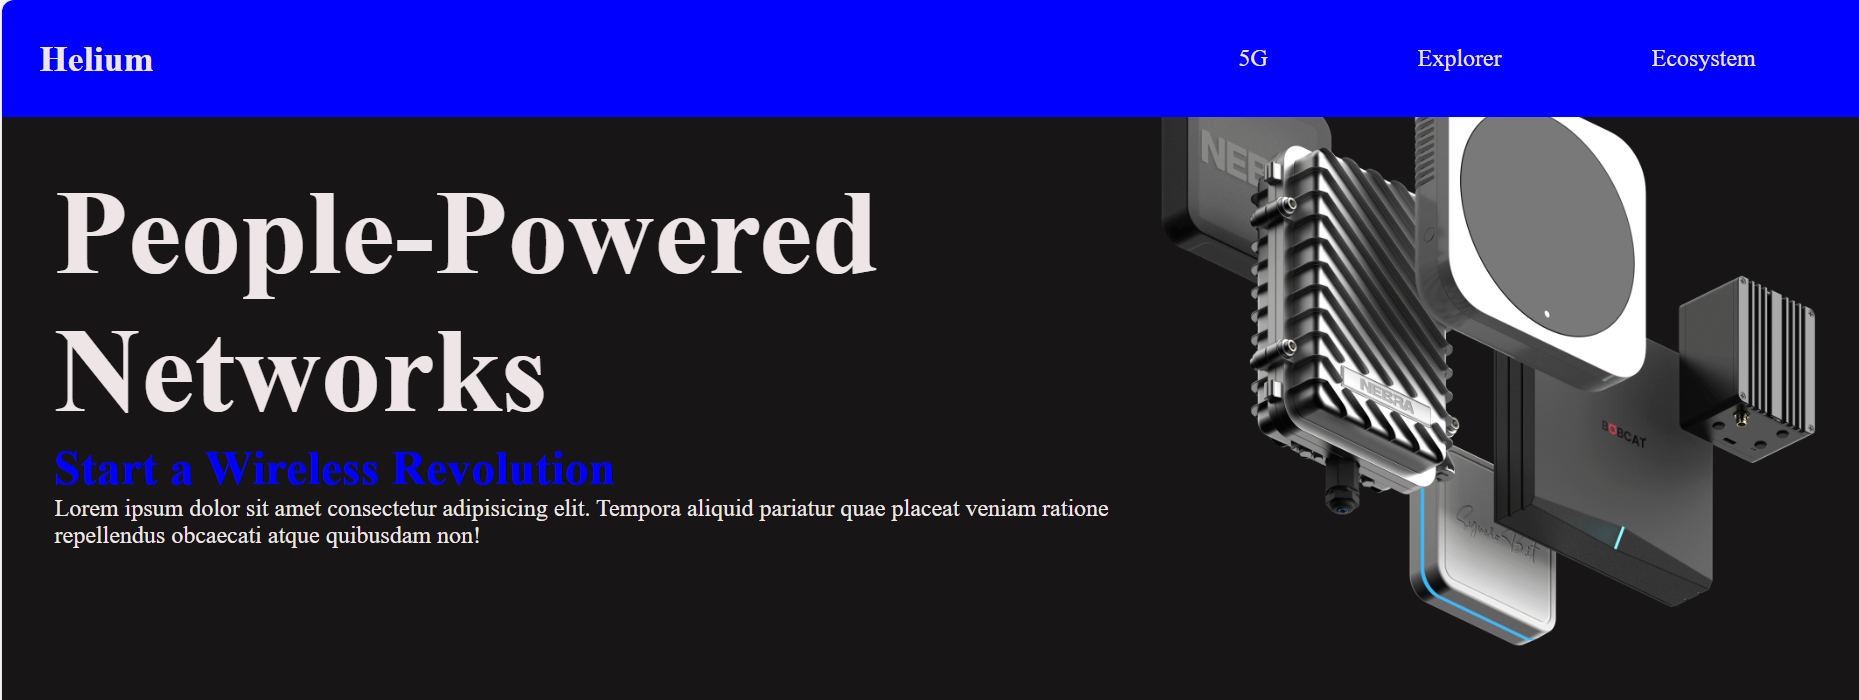 Helium
5G
Explorer
Ecosystem
People-Powered
Networks
Start a Wireless Revolution
Lorem ipsum dolor sit amet consectetur adipisicing elit. Tempora aliquid pariatur quae placeat veniam ratione
repellendus obcaecati atque quibusdam non!
NEB
NEBRA
BOBCAT